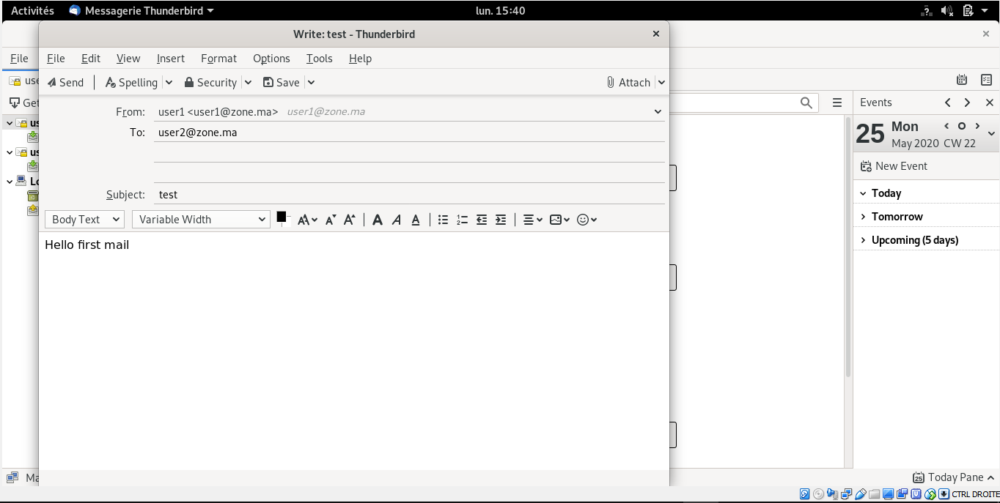 Activités Messagerie Thunderbird lun. 15:40
Write: test - Thunderbird
File
File Edit View Insert Format Options Tools Help
Send Spelling Security Save Attach
From: user1 <user1@zone.ma> user1@zone.ma
To: user2@zone.ma
Subject: test
Body Text Variable Width
Hello first mail
use
Get
us
us
Lo
Ma
Events
25 Mon
May 2020 CW 22
New Event
Today
Tomorrow
Upcoming (5 days)
25 Today Pane
CTRL DROITE